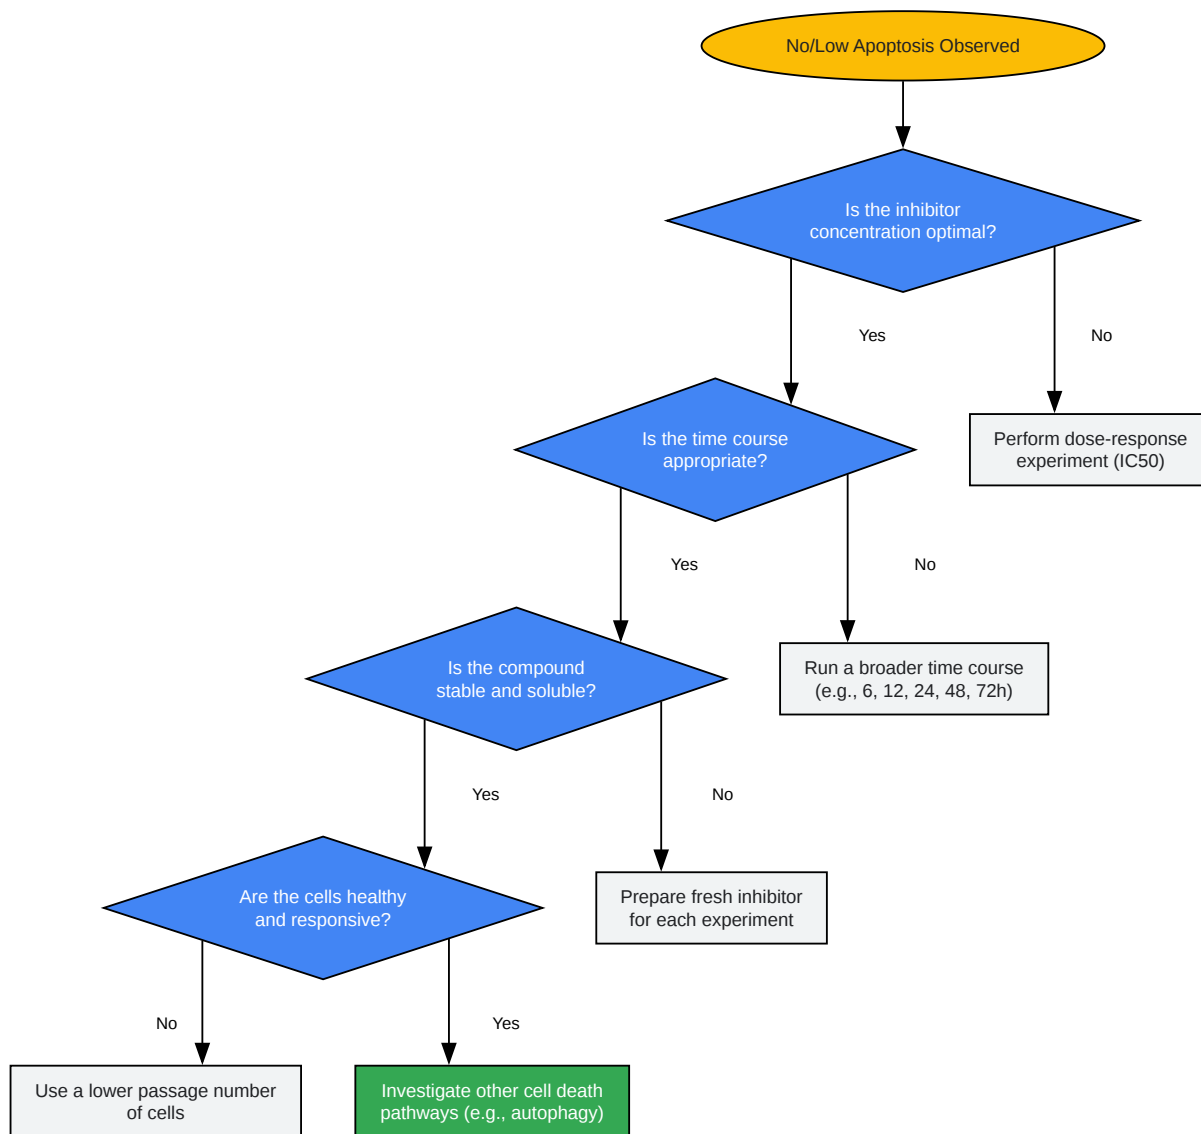 No/Low Apoptosis Observed
Is the inhibitor
concentration optimal?
Yes
No
Perform dose-response
experiment (IC50)
Is the time course
appropriate?
Yes
No
Run a broader time course
(e.g., 6, 12, 24, 48, 72h)
Is the compound
stable and soluble?
Yes
No
Prepare fresh inhibitor
for each experiment
Are the cells healthy
and responsive?
No
Yes
Use a lower passage number
of cells
Investigate other cell death
pathways (e.g., autophagy)